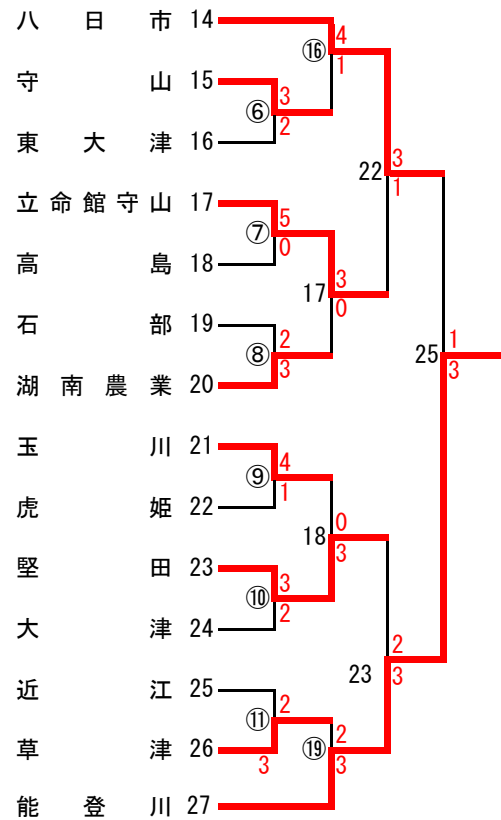 八日市 14
4
⑯
1
守山 15
3
⑥
2
東大津 16
3
22
1
立命館守山 17
5
⑦
0
高島 18
3
17
0
石部 19
2
⑧
3
1
25
3
湖南農業 20
玉川 21
4
⑨
1
虎姫 22
0
18
3
堅田 23
3
⑩
2
大津 24
2
23
3
近江 25
2
⑪
3
草津 26
2
⑲
3
能登川 27